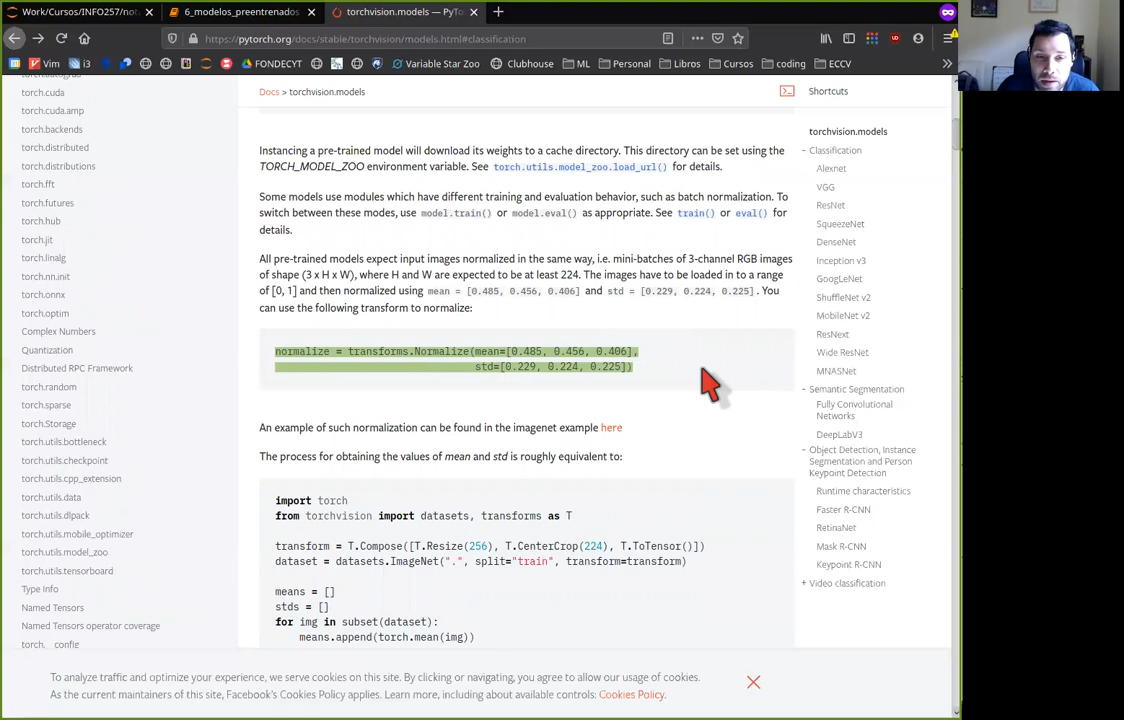 Work/Cursos/INFO257/not
6_modelos_preentrenados
torchvision.models — PyTo
https://pytorch.org/docs/stable/torchvision/models.html#classification
Vim
i3
FONDECYT
Variable Star Zoo
Clubhouse
ML
Personal
Libros
Cursos
coding
ECCV
torch.cuda
torch.cuda.amp
torch.backends
torch.distributed
torch.distributions
torch.fft
torch.futures
torch.hub
torch.jit
torch.linalg
torch.nn.init
torch.onnx
torch.optim
Complex Numbers
Quantization
Distributed RPC Framework
torch.random
torch.sparse
torch.Storage
torch.utils.bottleneck
torch.utils.checkpoint
torch.utils.cpp_extension
torch.utils.data
torch.utils.dlpack
torch.utils.mobile_optimizer
torch.utils.model_zoo
torch.utils.tensorboard
Type Info
Named Tensors
Named Tensors operator coverage
torch.__config__
Docs > torchvision.models
Instancing a pre-trained model will download its weights to a cache directory. This directory can be set using the
TORCH_MODEL_ZOO environment variable. See torch.utils.model_zoo.load_url() for details.
Some models use modules which have different training and evaluation behavior, such as batch normalization. To
switch between these modes, use model.train() or model.eval() as appropriate. See train() or eval() for
details.
All pre-trained models expect input images normalized in the same way, i.e. mini-batches of 3-channel RGB images
of shape (3 x H x W), where H and W are expected to be at least 224. The images have to be loaded in to a range
of [0, 1] and then normalized using mean = [0.485, 0.456, 0.406] and std = [0.229, 0.224, 0.225]. You
can use the following transform to normalize:
normalize = transforms.Normalize(mean=[0.485, 0.456, 0.406],
std=[0.229, 0.224, 0.225])
An example of such normalization can be found in the imagenet example here
The process for obtaining the values of mean and std is roughly equivalent to:
import torch
from torchvision import datasets, transforms as T
transform = T.Compose([T.Resize(256), T.CenterCrop(224), T.ToTensor()])
dataset = datasets.ImageNet(".", split="train", transform=transform)
means = []
stds = []
for img in subset(dataset):
means.append(torch.mean(img))
Shortcuts
torchvision.models
– Classification
Alexnet
VGG
ResNet
SqueezeNet
DenseNet
Inception v3
GoogLeNet
ShuffleNet v2
MobileNet v2
ResNext
Wide ResNet
MNASNet
– Semantic Segmentation
Fully Convolutional
Networks
DeepLabV3
– Object Detection, Instance
Segmentation and Person
Keypoint Detection
Runtime characteristics
Faster R-CNN
RetinaNet
Mask R-CNN
Keypoint R-CNN
+ Video classification
To analyze traffic and optimize your experience, we serve cookies on this site. By clicking or navigating, you agree to allow our usage of cookies.
As the current maintainers of this site, Facebook's Cookies Policy applies. Learn more, including about available controls: Cookies Policy.